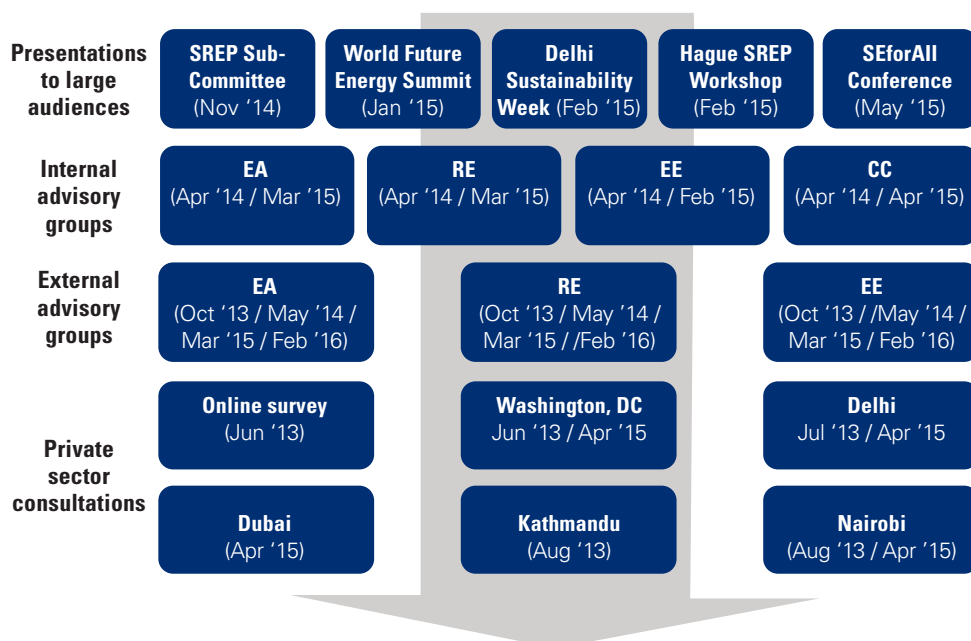 Presentations
to large
audiences
SREP Sub-
Committee
(Nov ‘14)
World Future
Energy Summit
(Jan ’15)
Delhi
Sustainability
Week (Feb ‘15)
Hague SREP
Workshop
(Feb ’15)
SEforAll
Conference
(May ’15)
Internal
advisory
groups
EA
(Apr ‘14 / Mar ’15)
RE
(Apr ‘14 / Mar ’15)
EE
(Apr ‘14 / Feb ’15)
CC
(Apr ‘14 / Apr ’15)
External
advisory
groups
EA
(Oct ‘13 / May ’14 /
Mar ’15 / Feb ’16)
RE
(Oct ‘13 / May ’14 /
Mar ’15 / /Feb ’16)
EE
(Oct ‘13 / /May ’14 /
Mar ’15 / Feb ’16)
Private
sector
consultations
Online survey
(Jun ‘13)
Washington, DC
Jun ‘13 / Apr ’15
Delhi
Jul ’13 / Apr ’15
Dubai
(Apr ‘15)
Kathmandu
(Aug ‘13)
Nairobi
(Aug ‘13 / Apr ’15)